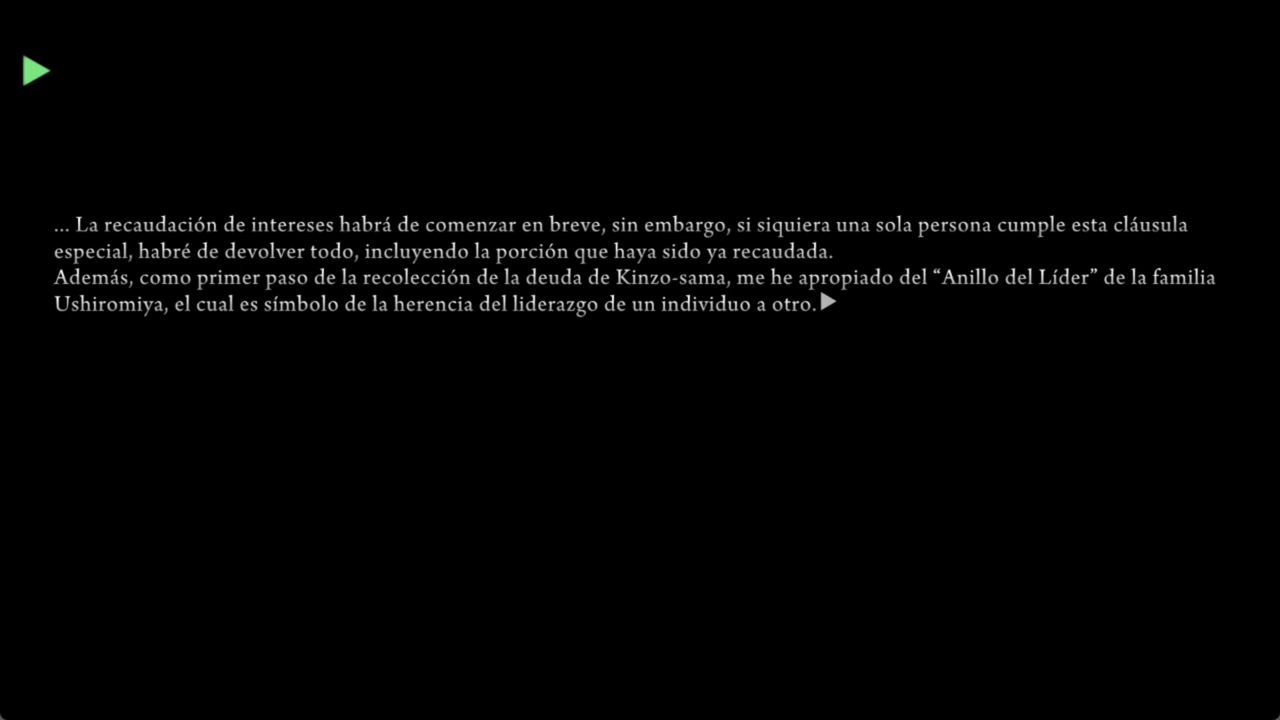 ... La recaudación de intereses habrá de comenzar en breve, sin embargo, si siquiera una sola persona cumple esta cláusula
especial, habré de devolver todo, incluyendo la porción que haya sido ya recaudada.
Además, como primer paso de la recolección de la deuda de Kinzo-sama, me he apropiado del “Anillo del Líder” de la familia
Ushiromiya, el cual es símbolo de la herencia del liderazgo de un individuo a otro.